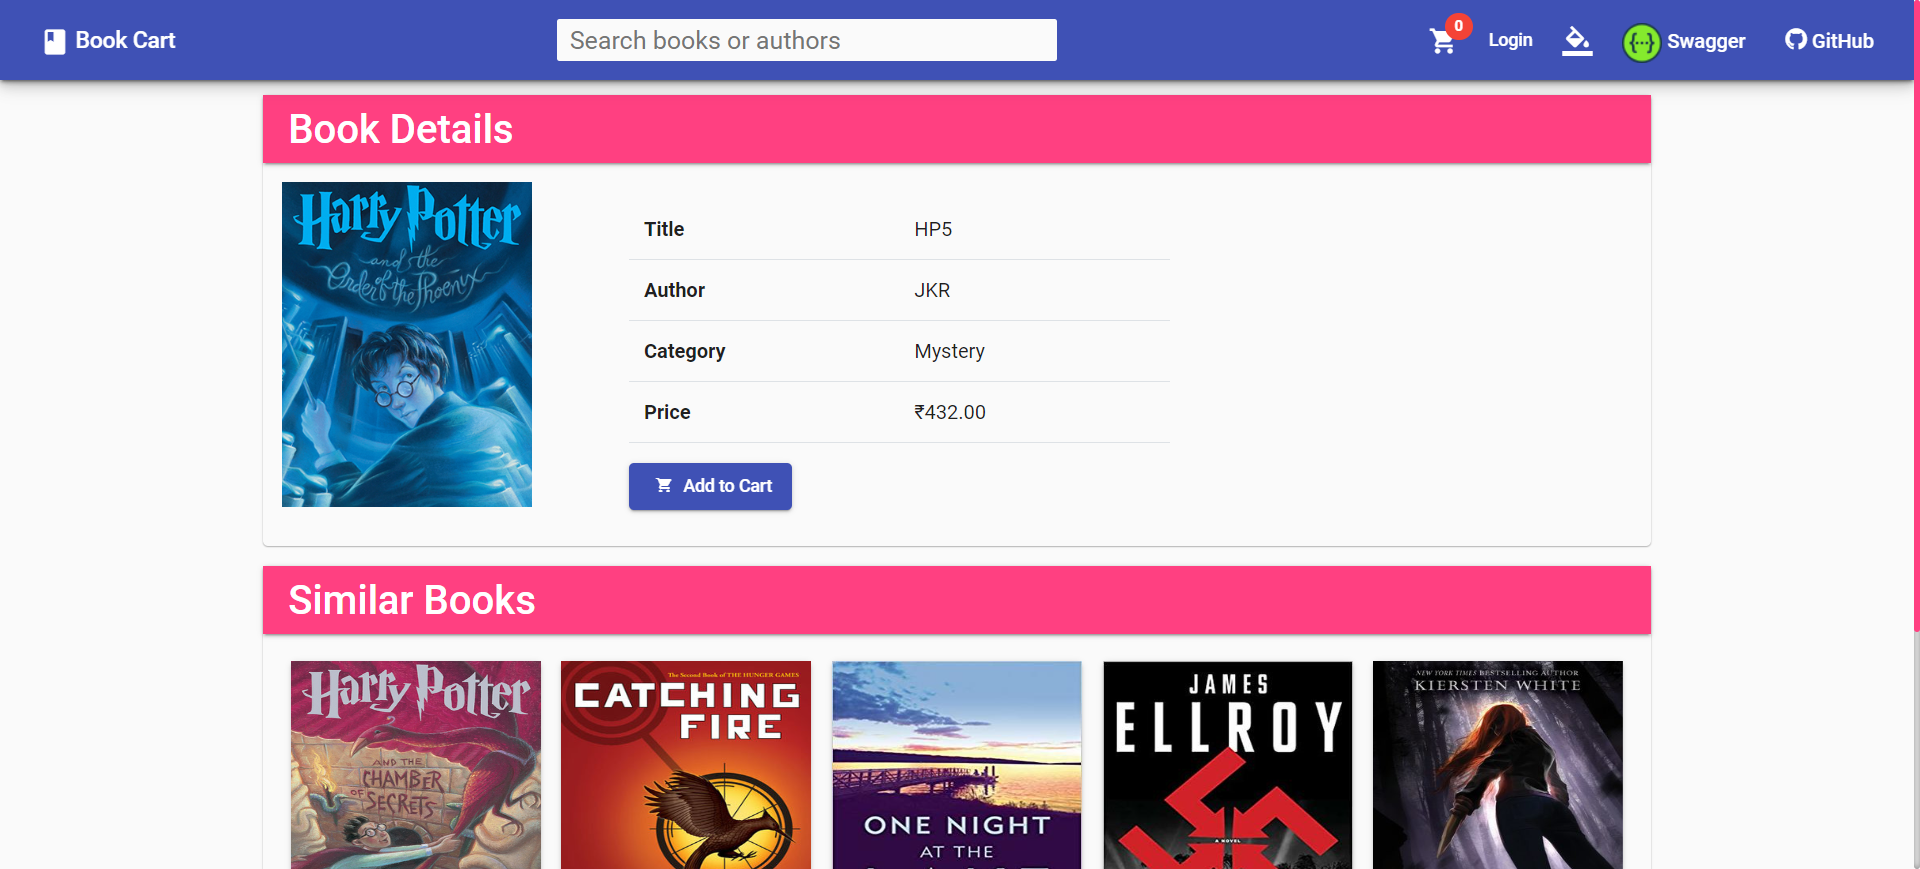 Book Cart
Search books or authors
0
Login
Swagger
GitHub
Book Details
Harry Potter
and the
Order of the Phoenix
Title HP5
Author JKR
Category Mystery
Price ₹432.00
Add to Cart
Similar Books
Harry Potter
AND THE
CHAMBER
OF SECRETS
The Second Book of THE HUNGER GAMES
CATCHING
FIRE
ONE NIGHT
AT THE
JAMES
ELLROY
A NOVEL
NEW YORK TIMES BESTSELLING AUTHOR
KIERSTEN WHITE